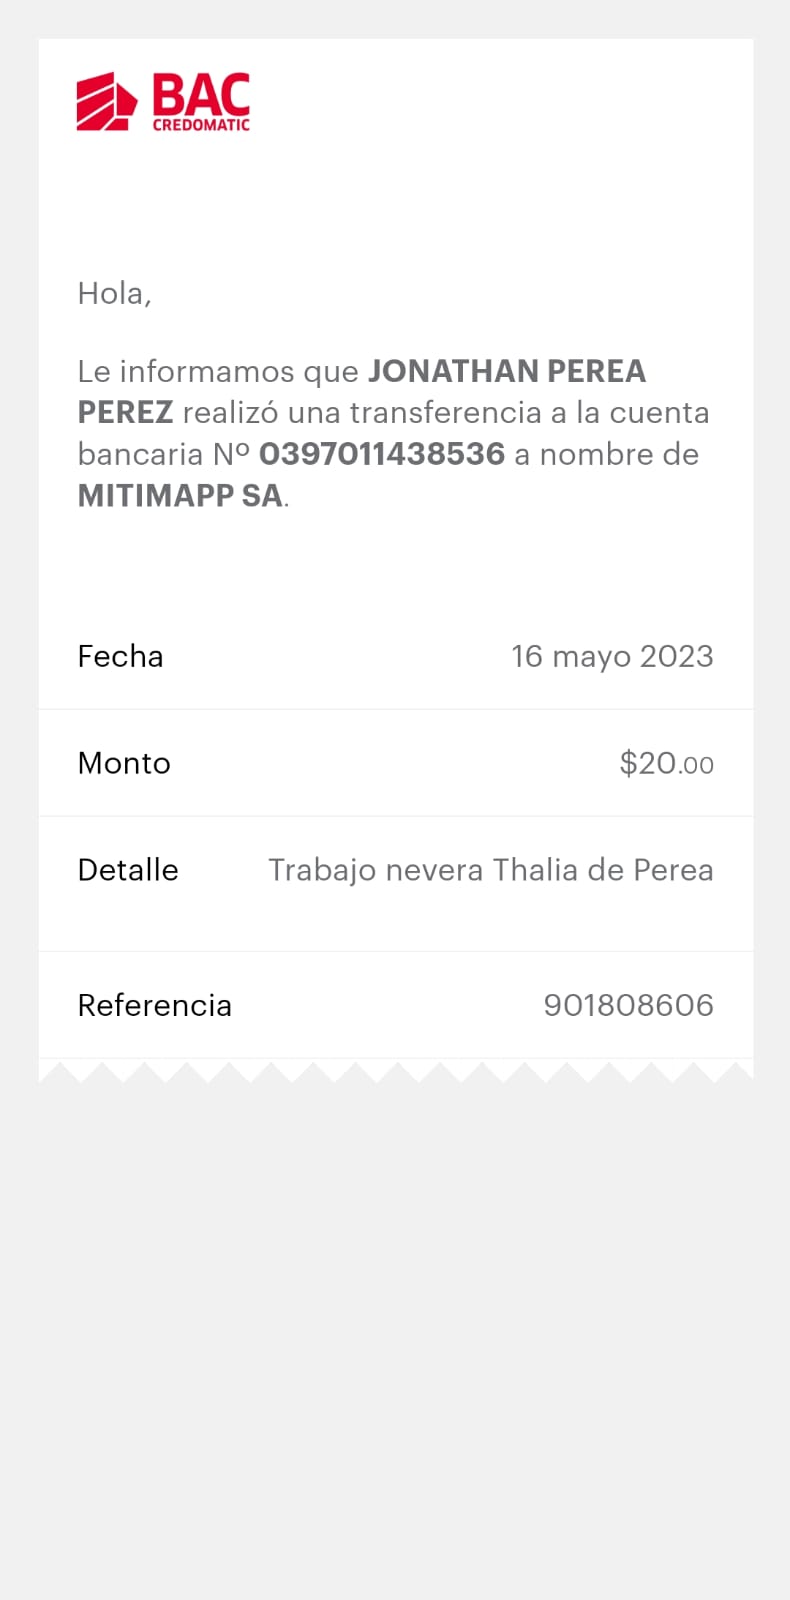 BAC
CREDOMATIC
Hola,
Le informamos que JONATHAN PEREA
PEREZ realizó una transferencia a la cuenta
bancaria Nº 0397011438536 a nombre de
MITIMAPP SA.
Fecha 16 mayo 2023
Monto $20.00
Detalle Trabajo nevera Thalia de Perea
Referencia 901808606